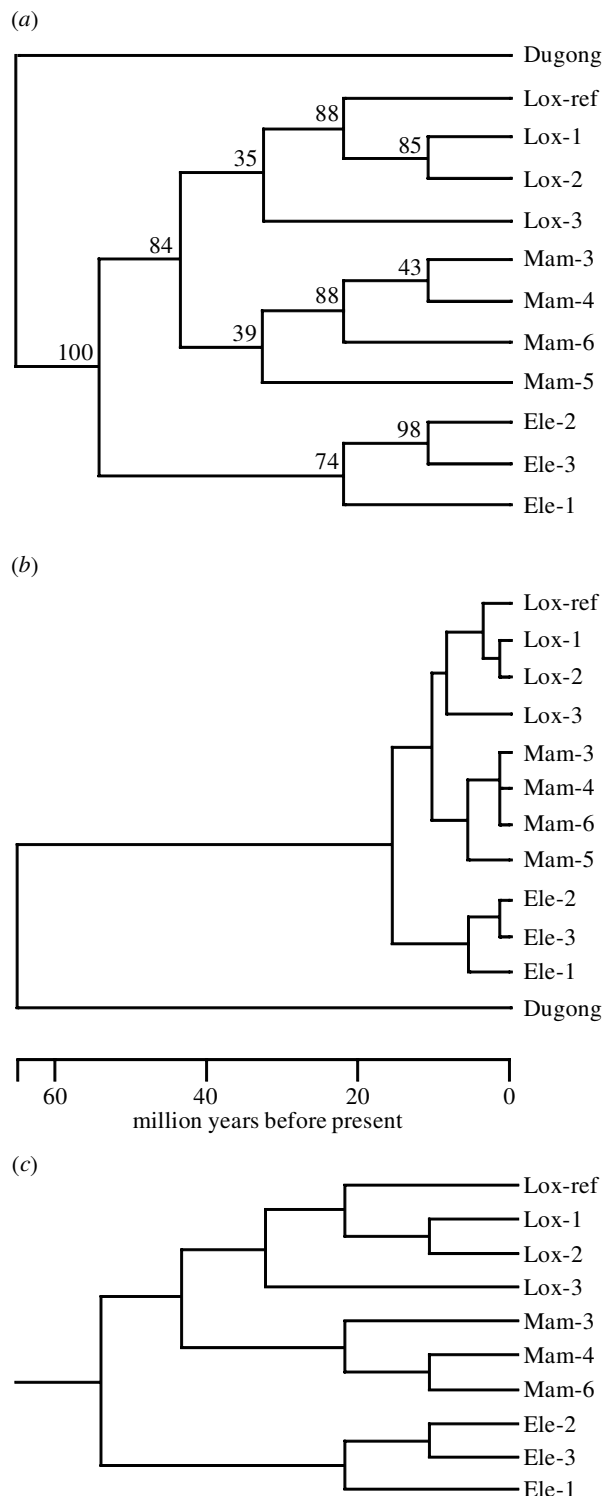 (a)
Dugong
Lox-ref
88
Lox-1
85
35
Lox-2
Lox-3
84
Mam-3
43
88
Mam-4
39
Mam-6
100
Mam-5
Ele-2
98
74
Ele-3
Ele-1
(b)
Lox-ref
Lox-1
Lox-2
Lox-3
Mam-3
Mam-4
Mam-6
Mam-5
Ele-2
Ele-3
Ele-1
Dugong
60 40 20 0
million years before present
(c)
Lox-ref
Lox-1
Lox-2
Lox-3
Mam-3
Mam-4
Mam-6
Ele-2
Ele-3
Ele-1